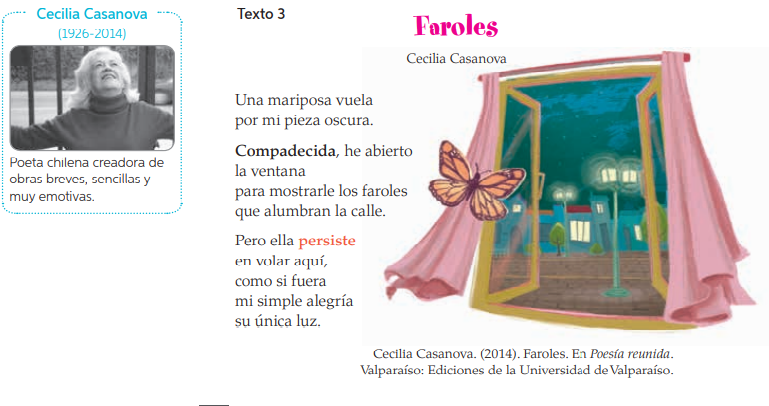 Cecilia Casanova
(1926-2014)
Poeta chilena creadora de
obras breves, sencillas y
muy emotivas.
Texto 3
Faroles
Cecilia Casanova
Una mariposa vuela
por mi pieza oscura.
Compadecida, he abierto
la ventana
para mostrarle los faroles
que alumbran la calle.
Pero ella persiste
en volar aquí,
como si fuera
mi simple alegría
su única luz.
Cecilia Casanova. (2014). Faroles. En Poesía reunida.
Valparaíso: Ediciones de la Universidad de Valparaíso.